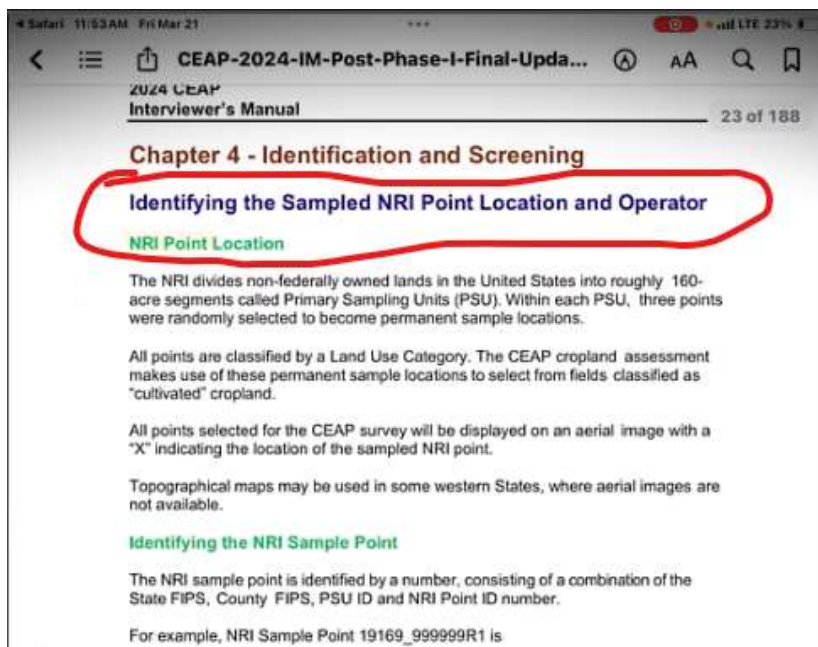 Safari 11:53 AM Fri Mar 21 LTE 23%
CEAP-2024-IM-Post-Phase-I-Final-Upda...
AA
2024 CEAP
Interviewer's Manual
23 of 188
Chapter 4 - Identification and Screening
Identifying the Sampled NRI Point Location and Operator
NRI Point Location
The NRI divides non-federally owned lands in the United States into roughly 160-
acre segments called Primary Sampling Units (PSU). Within each PSU, three points
were randomly selected to become permanent sample locations.
All points are classified by a Land Use Category. The CEAP cropland assessment
makes use of these permanent sample locations to select from fields classified as
"cultivated" cropland.
All points selected for the CEAP survey will be displayed on an aerial image with a
"X" indicating the location of the sampled NRI point.
Topographical maps may be used in some western States, where aerial images are
not available.
Identifying the NRI Sample Point
The NRI sample point is identified by a number, consisting of a combination of the
State FIPS, County FIPS, PSU ID and NRI Point ID number.
For example, NRI Sample Point 19169_999999R1 is